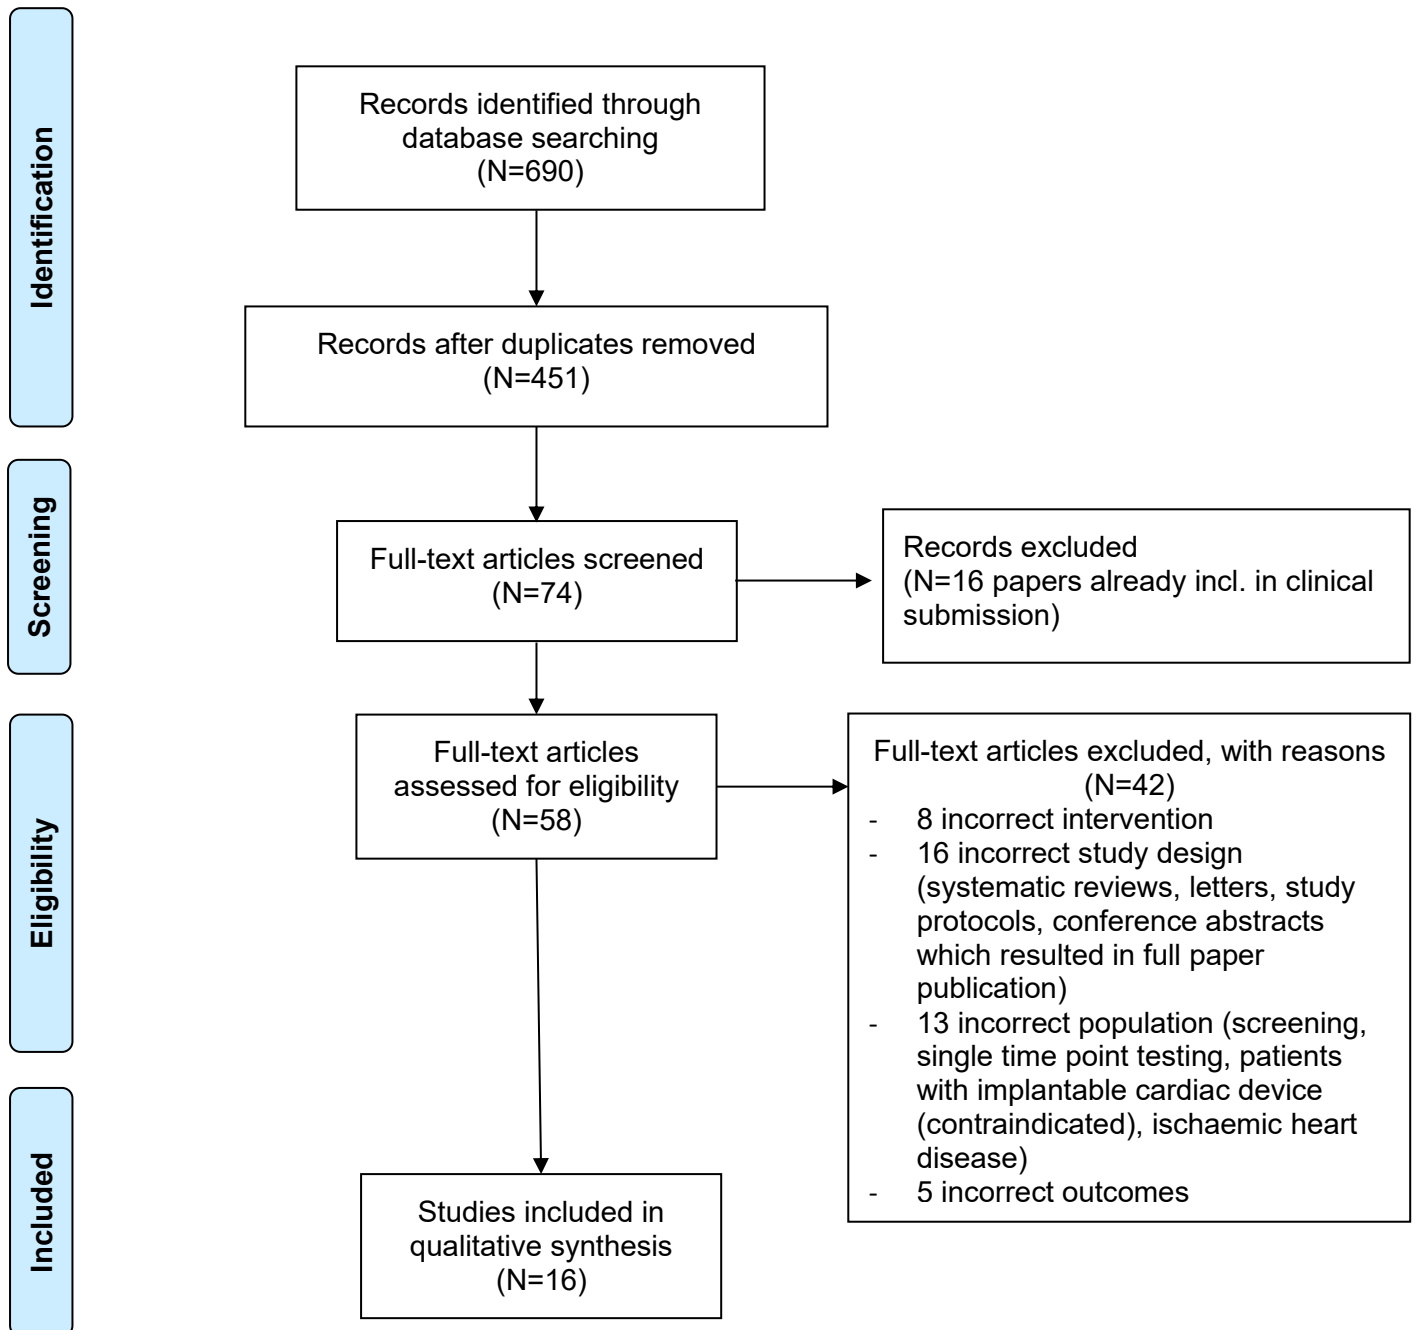 Identification
Records identified through
database searching
(N=690)
Records after duplicates removed
(N=451)
Screening
Full-text articles screened
(N=74)
Records excluded
(N=16 papers already incl. in clinical
submission)
Eligibility
Full-text articles
assessed for eligibility
(N=58)
Full-text articles excluded, with reasons
(N=42)
- 8 incorrect intervention
- 16 incorrect study design
(systematic reviews, letters, study
protocols, conference abstracts
which resulted in full paper
publication)
- 13 incorrect population (screening,
single time point testing, patients
with implantable cardiac device
(contraindicated), ischaemic heart
disease)
- 5 incorrect outcomes
Included
Studies included in
qualitative synthesis
(N=16)